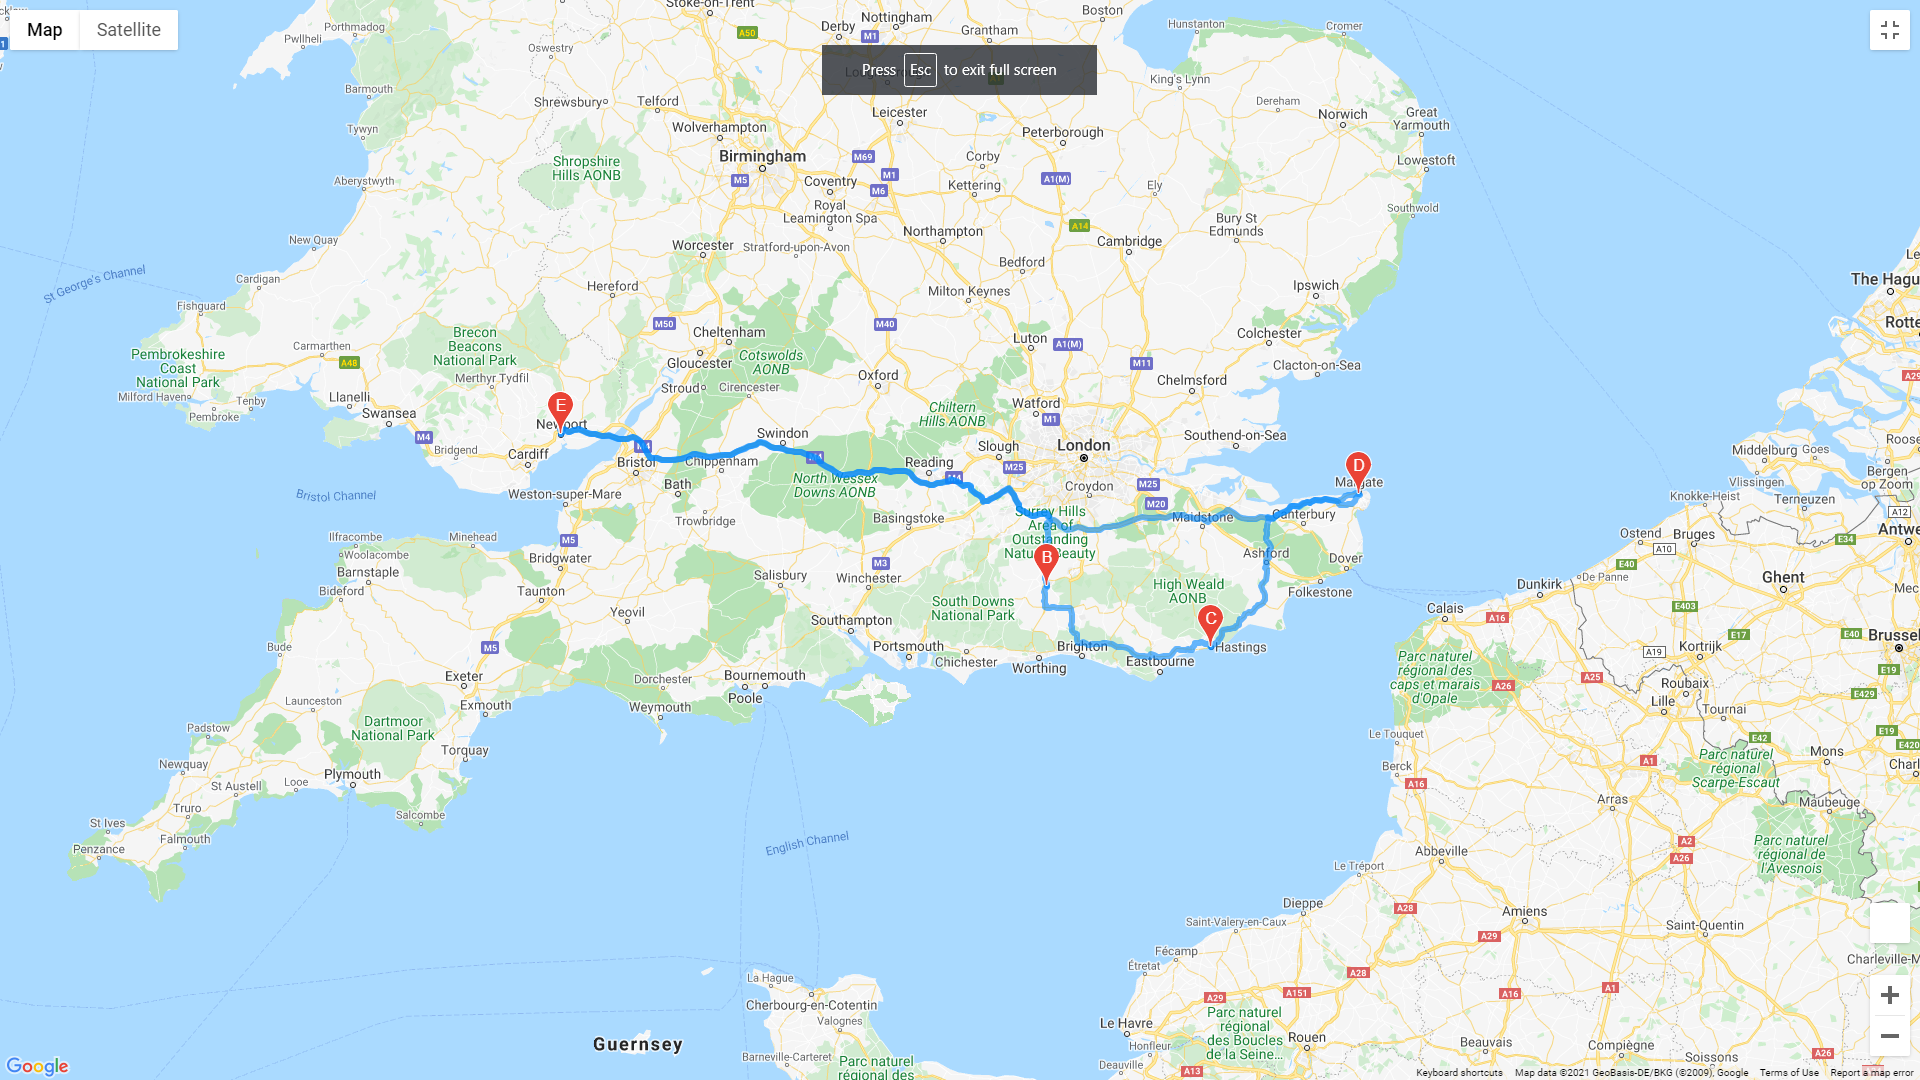 Map
Satellite
Press Esc to exit full screen
Stoke-on-Trent
Boston
Nottingham
Derby
M1
Grantham
Hunstanton
Cromer
Porthmadog
Pwllheli
A50
Oswestry
King's Lynn
Barmouth
Shrewsbury
Telford
Dereham
Norwich
Great
Yarmouth
Leicester
Wolverhampton
Peterborough
Tywyn
Birmingham
M69
Corby
Lowestoft
Shropshire
Hills AONB
M5
Coventry
M1
M6
Kettering
A1(M)
Ely
Aberystwyth
Royal
Leamington Spa
Southwold
Bury St
Edmunds
A14
Northampton
Cambridge
New Quay
Worcester
Stratford-upon-Avon
Bedford
St George's Channel
Cardigan
Hereford
Milton Keynes
Ipswich
The Hagu
Fishguard
M50
Cheltenham
M40
Colchester
Rotte
Brecon
Beacons
National Park
Luton
A1(M)
Pembrokeshire
Coast
National Park
Carmarthen
A48
Gloucester
Cotswolds
AONB
M11
Clacton-on-Sea
Merthyr Tydfil
Stroud
Cirencester
Oxford
Chelmsford
Milford Haven
Llanelli
Tenby
Pembroke
Swansea
E
Newport
Chiltern
Hills AONB
Watford
M1
M4
Swindon
Southend-on-Sea
Bridgend
Cardiff
M4
Slough
London
Bristol
Chippenham
M4
Reading
M4
M25
D
Margate
Middelburg
Goes
Bergen
op Zoom
Bristol Channel
Weston-super-Mare
Bath
North Wessex
Downs AONB
Croydon
M25
M20
Vlissingen
Knokke-Heist
Terneuzen
Trowbridge
Basingstoke
Surrey Hills
Area of
Outstanding
Natural Beauty
Maidstone
Canterbury
A12
Antwe
Ilfracombe
Minehead
M5
Ostend
Bruges
E34
Woolacombe
Bridgwater
B
Ashford
Dover
A10
Barnstaple
M3
Salisbury
Winchester
E40
De Panne
Ghent
Bideford
Taunton
High Weald
AONB
Folkestone
Dunkirk
South Downs
National Park
Yeovil
Calais
E403
Southampton
C
A16
E17
E40
Brussel
Bude
M5
Portsmouth
Chichester
Brighton
Worthing
Eastbourne
Hastings
A19
Kortrijk
E19
Exeter
Dorchester
Bournemouth
Poole
Parc naturel
régional des
caps et marais
d'Opale
A26
A25
Roubaix
Lille
E429
Launceston
Exmouth
Weymouth
Tournai
Padstow
Dartmoor
National Park
Le Touquet
E42
E19
E420
Torquay
Newquay
Plymouth
Looe
St Austell
Berck
A16
A1
Parc naturel
régional
Scarpe-Escaut
Mons
Charl
Truro
Salcombe
Arras
Maubeuge
St Ives
Falmouth
Penzance
English Channel
Abbeville
A2
A26
Parc naturel
régional de
l'Avesnois
Le Tréport
Dieppe
A28
Amiens
Saint-Valery-en-Caux
A29
Saint-Quentin
Fécamp
Étretat
A28
Charleville-M
La Hague
Cherbourg-en-Cotentin
Valognes
A29
A151
A16
A1
Le Havre
Parc naturel
régional
des Boucles
de la Seine...
Rouen
Guernsey
Honfleur
Beauvais
Compiègne
A26
Barneville-Carteret
Parc naturel
régional des
Deauville
A13
Soissons
Google
Keyboard shortcuts
Map data ©2021 GeoBasis-DE/BKG (©2009), Google
Terms of Use
Report a map error